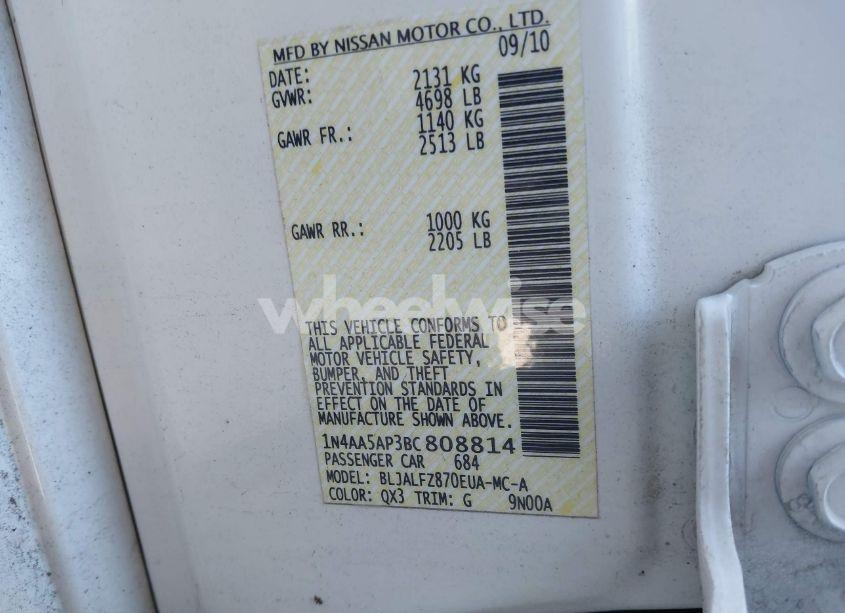 MFD BY NISSAN MOTOR CO., LTD.
DATE: 09/10
GVWR: 2131 KG
4698 LB
GAWR FR.: 1140 KG
2513 LB
GAWR RR.: 1000 KG
2205 LB
wheelwise
THIS VEHICLE CONFORMS TO
ALL APPLICABLE FEDERAL
MOTOR VEHICLE SAFETY,
BUMPER, AND THEFT
PREVENTION STANDARDS IN
EFFECT ON THE DATE OF
MANUFACTURE SHOWN ABOVE.
1N4AA5AP3BC808814
PASSENGER CAR 684
MODEL: BLJALFZ870EUA-MC-A
COLOR: QX3 TRIM: G 9N00A